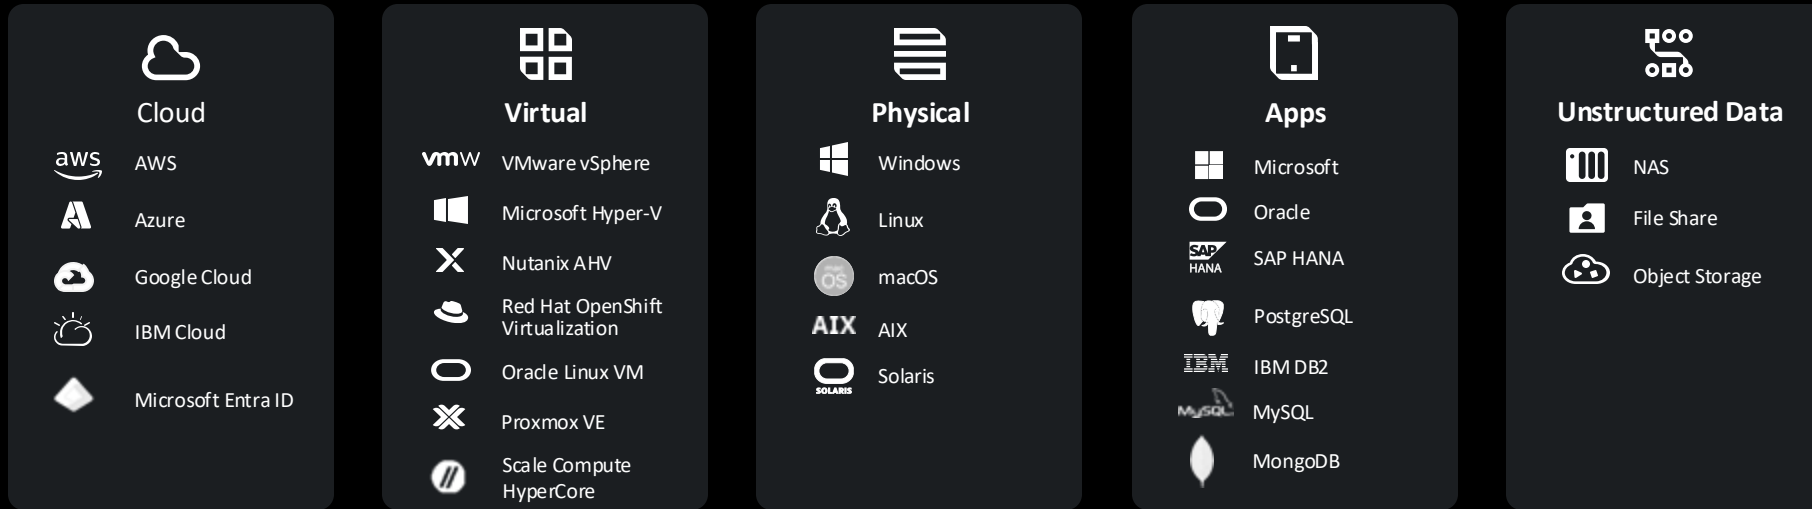 Cloud
aws AWS
Azure
Google Cloud
IBM Cloud
Microsoft Entra ID
Virtual
vmw VMware vSphere
Microsoft Hyper-V
Nutanix AHV
Red Hat OpenShift
Virtualization
Oracle Linux VM
Proxmox VE
Scale Compute
HyperCore
Physical
Windows
Linux
macOS
AIX AIX
SOLARIS Solaris
Apps
Microsoft
Oracle
SAP HANA SAP HANA
PostgreSQL
IBM IBM DB2
MySQL MySQL
MongoDB
Unstructured Data
NAS
File Share
Object Storage